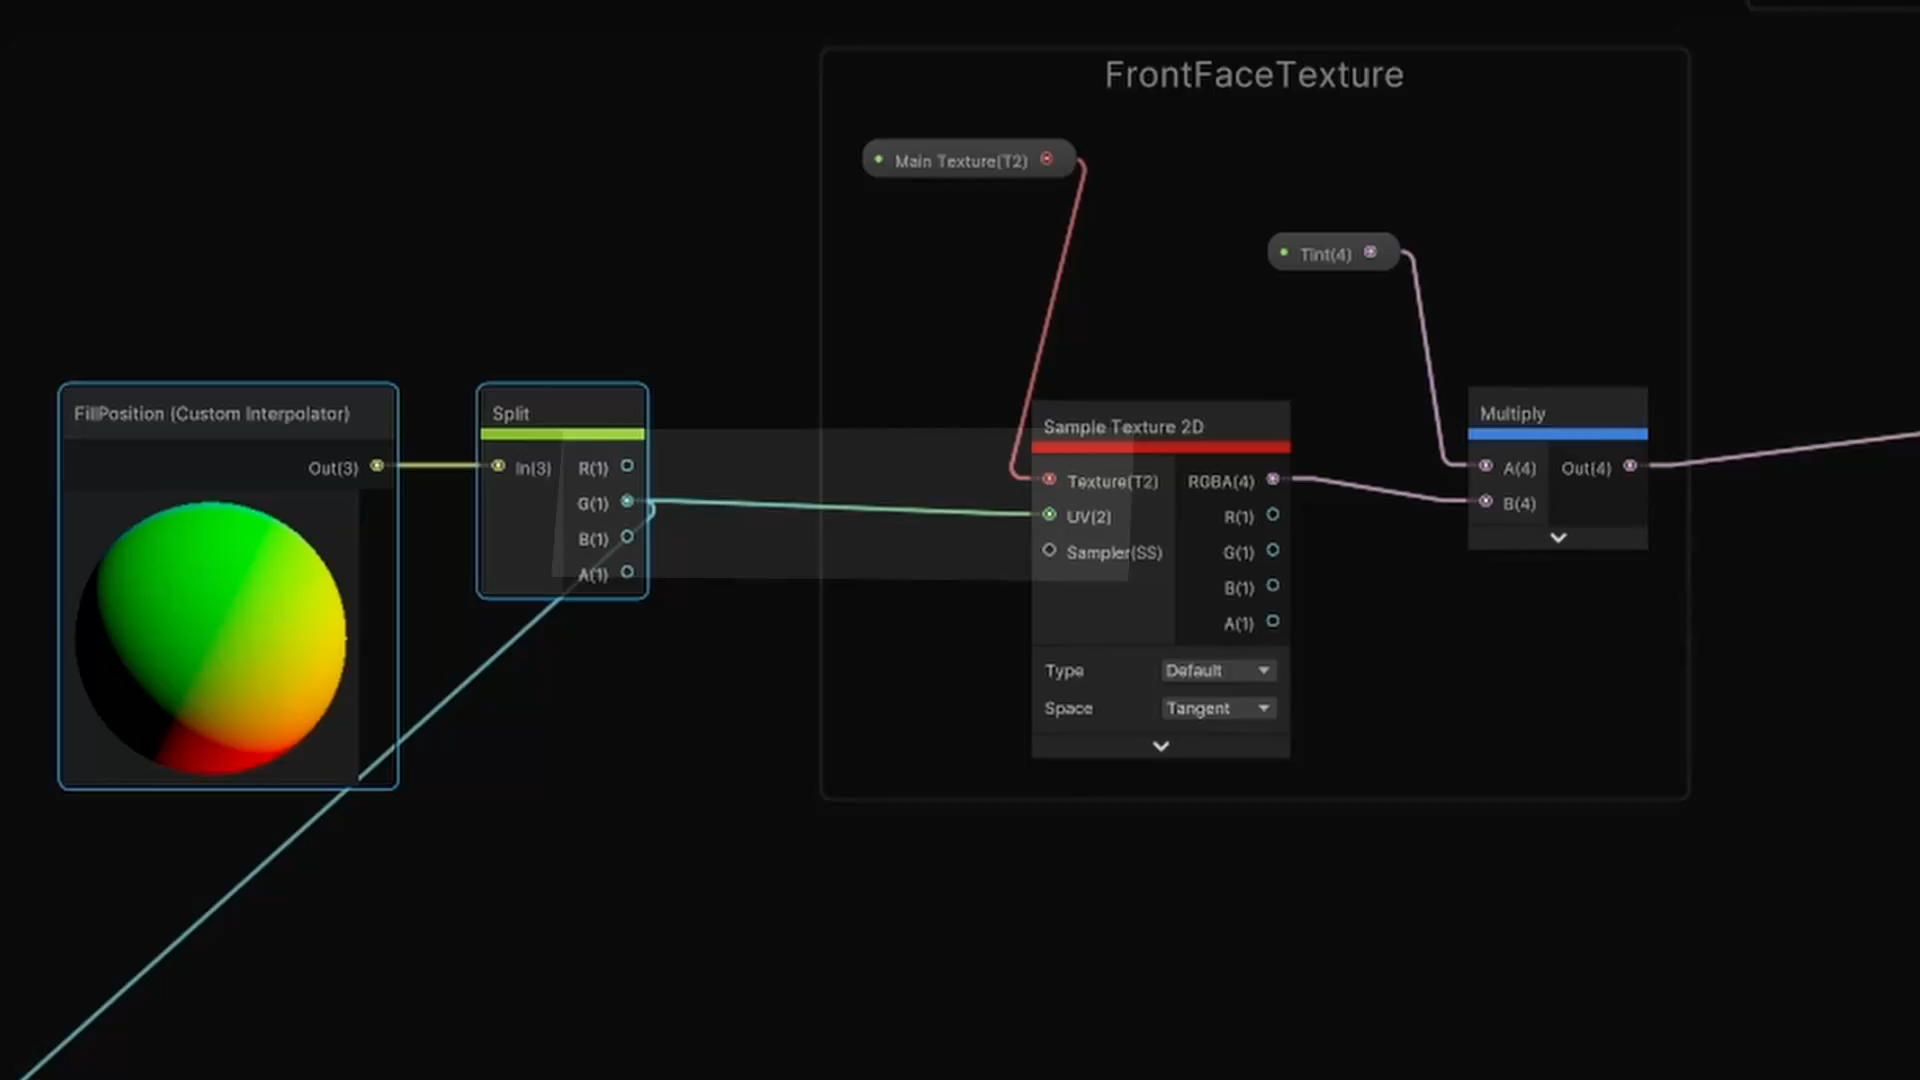 FrontFaceTexture
Main Texture(T2)
Tint(4)
FillPosition (Custom Interpolator)
Out(3)
Split
In(3)
R(1)
G(1)
B(1)
A(1)
Sample Texture 2D
Texture(T2)
UV(2)
Sampler(SS)
RGBA(4)
R(1)
G(1)
B(1)
A(1)
Type Default
Space Tangent
Multiply
A(4) Out(4)
B(4)